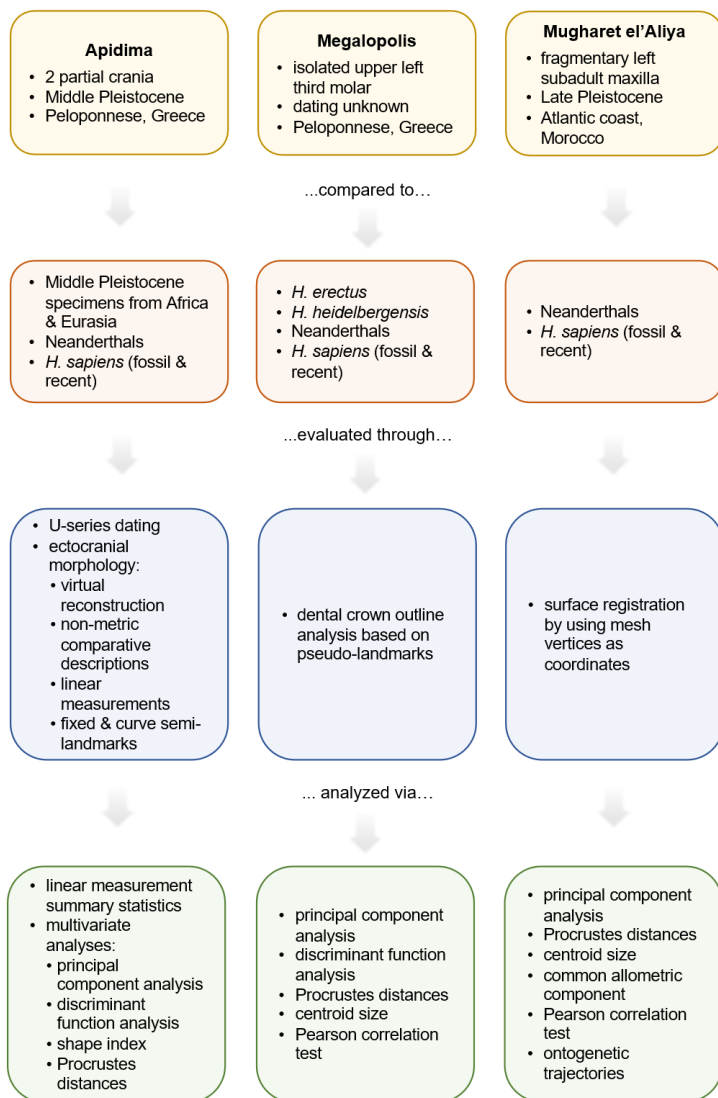 Apidima
• 2 partial crania
• Middle Pleistocene
• Peloponnese, Greece
Megalopolis
• isolated upper left
third molar
• dating unknown
• Peloponnese, Greece
Mugharet el’Aliya
• fragmentary left
subadult maxilla
• Late Pleistocene
• Atlantic coast,
Morocco
...compared to…
• Middle Pleistocene
specimens from Africa
& Eurasia
• Neanderthals
• H. sapiens (fossil &
recent)
• H. erectus
• H. heidelbergensis
• Neanderthals
• H. sapiens (fossil &
recent)
• Neanderthals
• H. sapiens (fossil &
recent)
...evaluated through…
• U-series dating
• ectocranial
morphology:
• virtual
reconstruction
• non-metric
comparative
descriptions
• linear
measurements
• fixed & curve semi-
landmarks
• dental crown outline
analysis based on
pseudo-landmarks
• surface registration
by using mesh
vertices as
coordinates
... analyzed via…
• linear measurement
summary statistics
• multivariate
analyses:
• principal
component analysis
• discriminant
function analysis
• shape index
• Procrustes
distances
• principal component
analysis
• discriminant function
analysis
• Procrustes distances
• centroid size
• Pearson correlation
test
• principal component
analysis
• Procrustes distances
• centroid size
• common allometric
component
• Pearson correlation
test
• ontogenetic
trajectories